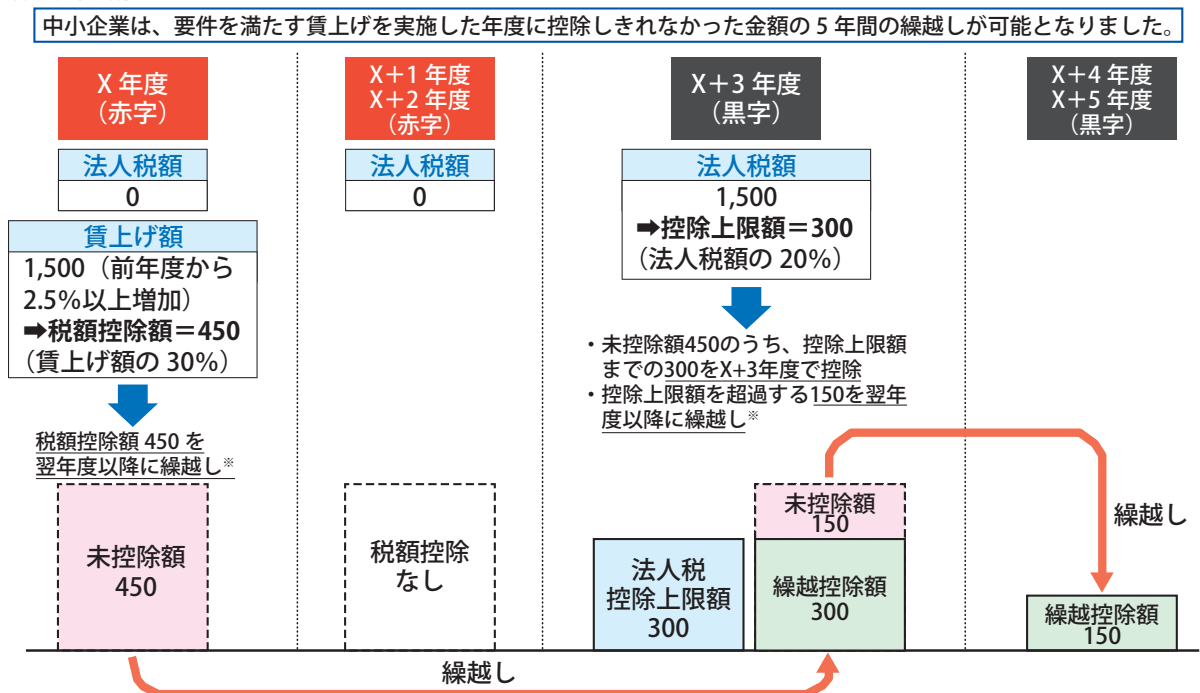 中小企業は、要件を満たす賃上げを実施した年度に控除しきれなかった金額の 5 年間の繰越しが可能となりました。
X 年度
（赤字）
法人税額
0
賃上げ額
1,500（前年度から
2.5%以上増加）
➡税額控除額＝450
（賃上げ額の 30%）
税額控除額 450 を
翌年度以降に繰越し※
未控除額
450
X＋1 年度
X＋2 年度
（赤字）
法人税額
0
税額控除
なし
X＋3 年度
（黒字）
法人税額
1,500
➡控除上限額＝300
（法人税額の 20%）
・未控除額450のうち、控除上限額
までの300をX+3年度で控除
・控除上限額を超過する150を翌年
度以降に繰越し※
法人税
控除上限額
300
未控除額
150
繰越控除額
300
X＋4 年度
X＋5 年度
（黒字）
繰越し
繰越控除額
150
繰越し